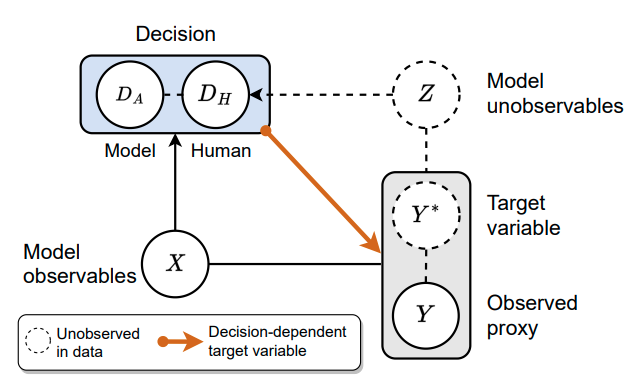 Decision
D_A
D_H
Z
Model
unobservables
Model
Human
Y*
Target
variable
Model
observables
X
Y
Observed
proxy
Unobserved
in data
Decision-dependent
target variable